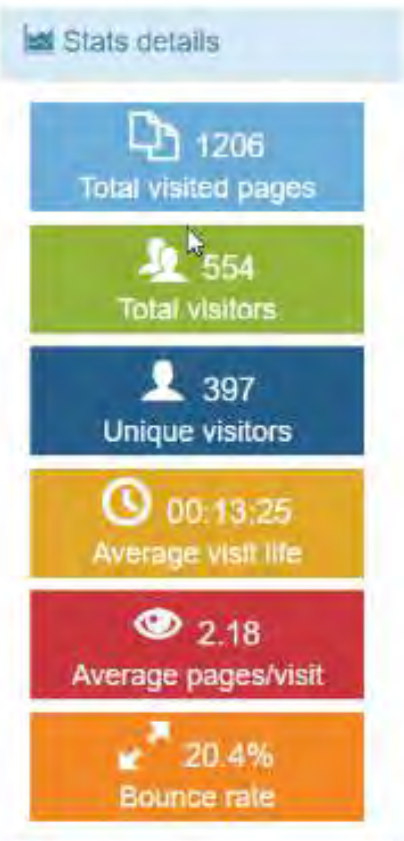 Stats details
1206
Total visited pages
554
Total visitors
397
Unique visitors
00:13:25
Average visit life
2.18
Average pages/visit
20.4%
Bounce rate